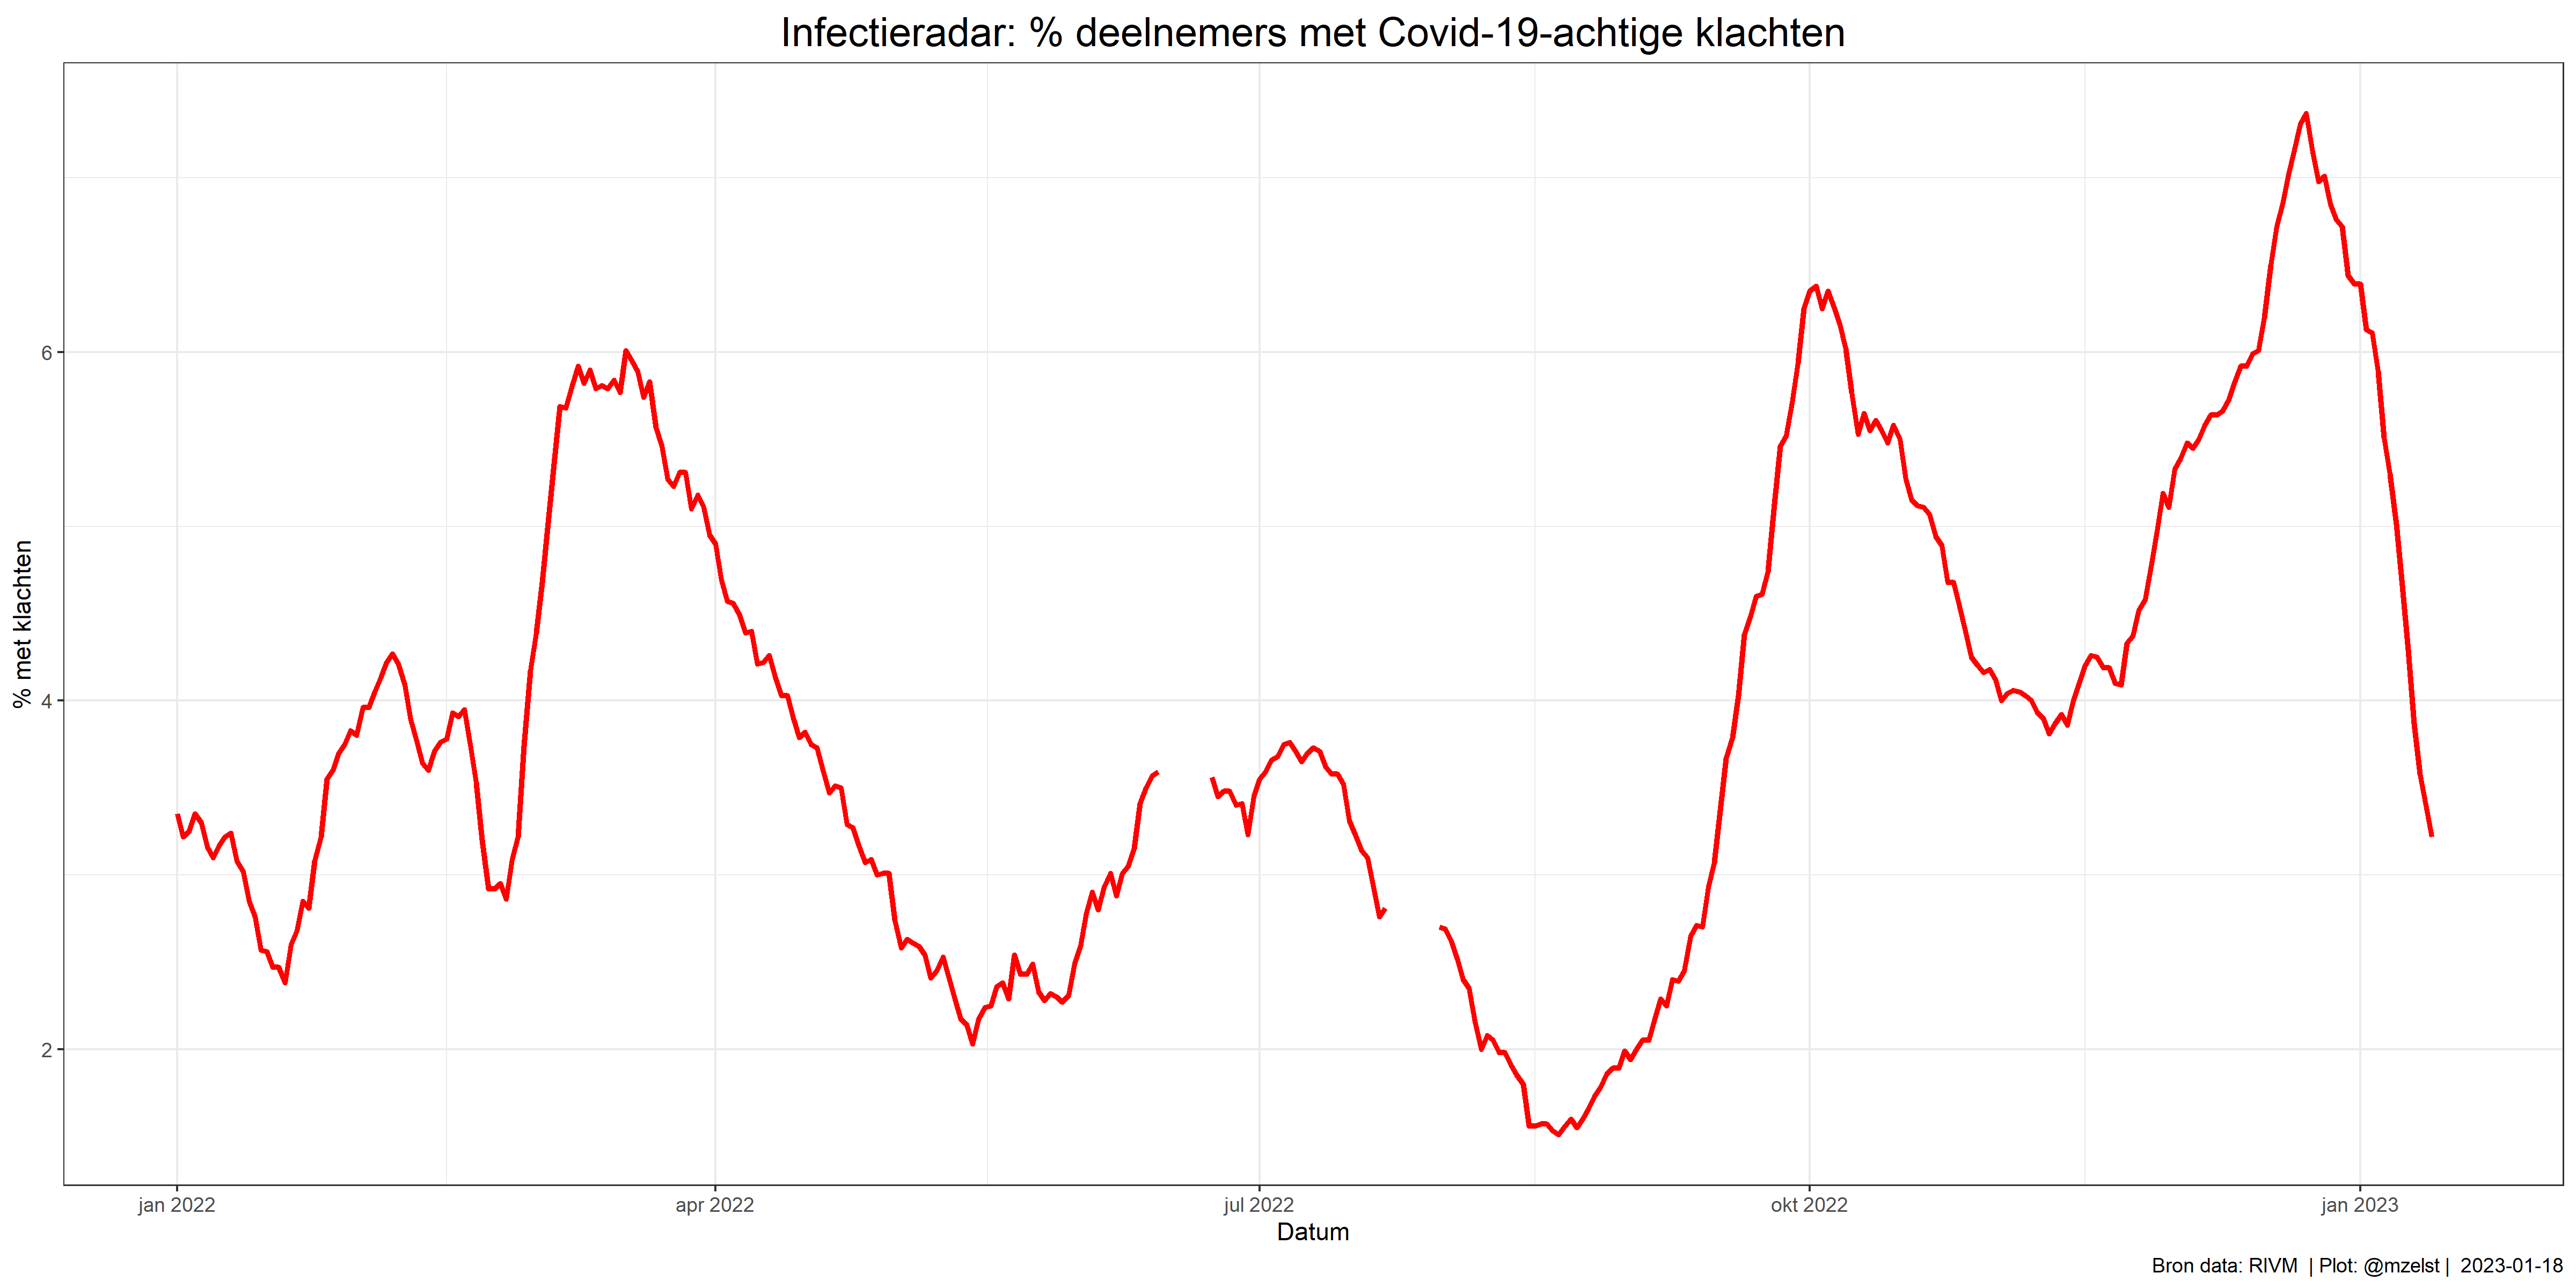 Infectieradar: % deelnemers met Covid-19-achtige klachten
% met klachten
6
4
2
jan 2022
apr 2022
jul 2022
okt 2022
jan 2023
Datum
Bron data: RIVM | Plot: @mzelst | 2023-01-18